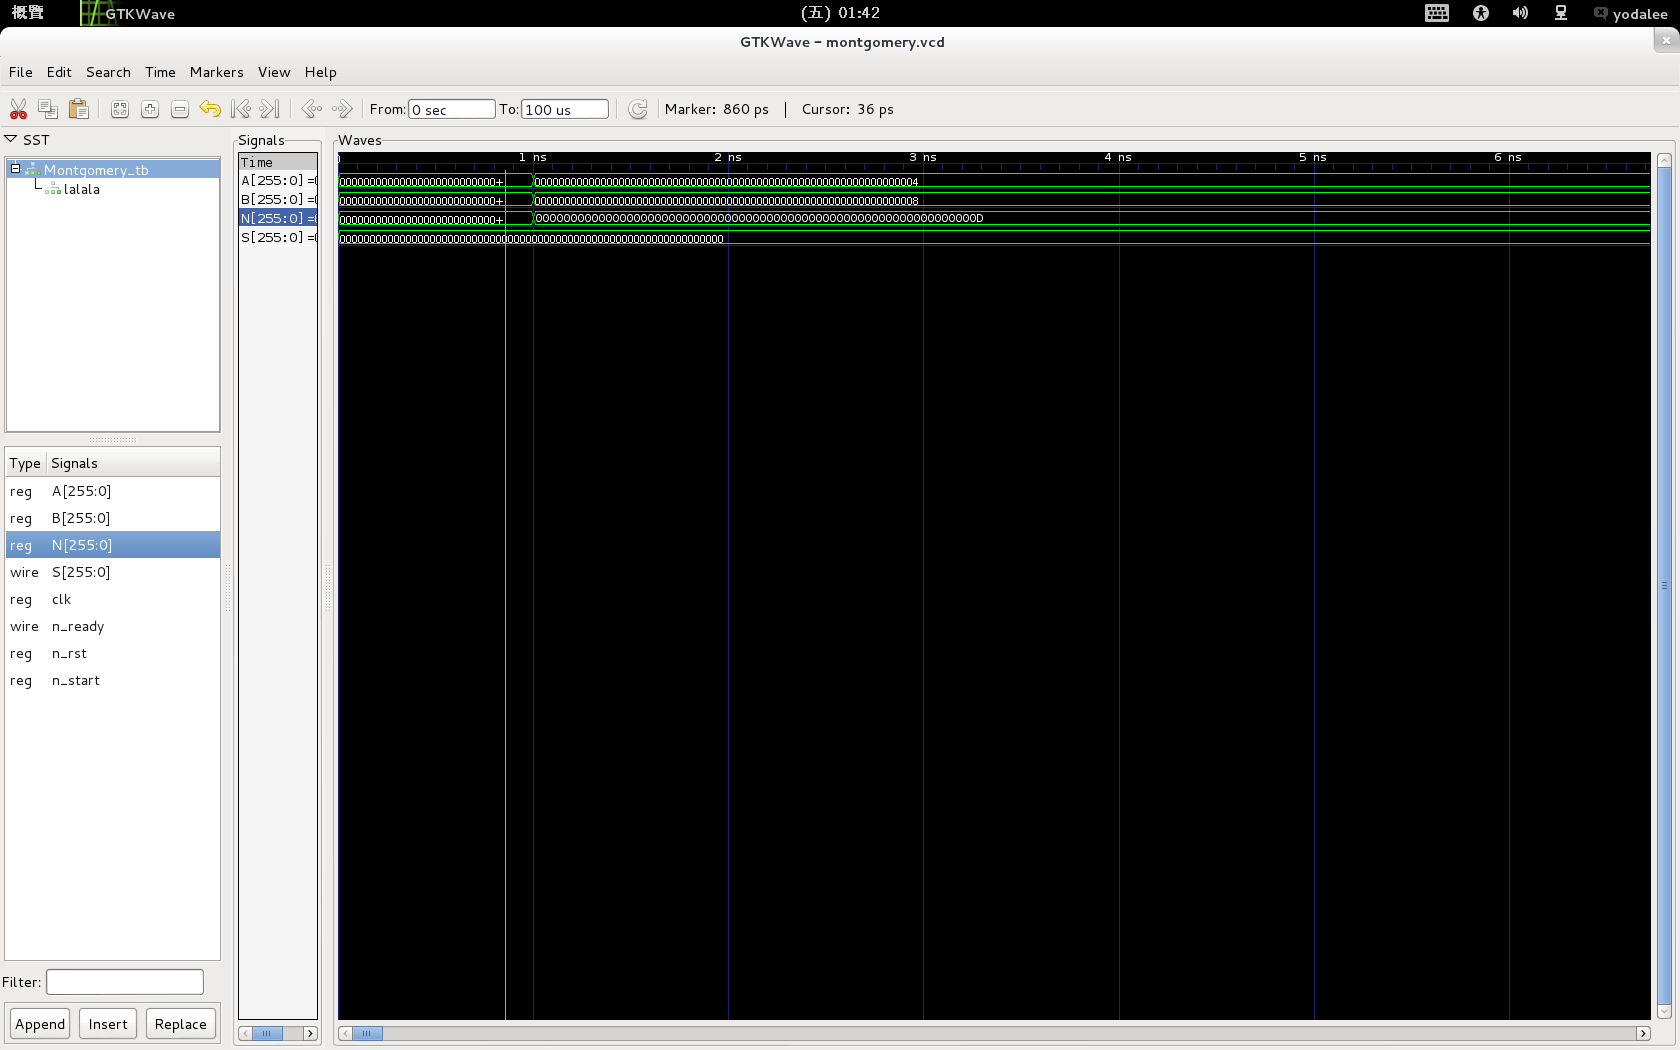 概覽 GTKWave (五) 01:42 yodalee
GTKWave – montgomery.vcd
File Edit Search Time Markers View Help
From: 0 sec To: 100 us Marker: 860 ps | Cursor: 36 ps
SST
Montgomery_tb
lalala
Type Signals
reg A[255:0]
reg B[255:0]
reg N[255:0]
wire S[255:0]
reg clk
wire n_ready
reg n_rst
reg n_start
Filter:
Append Insert Replace
Signals
Time
A[255:0] =
B[255:0] =
N[255:0] =
S[255:0] =
Waves
1 ns 2 ns 3 ns 4 ns 5 ns 6 ns
00000000000000000000000000+ 0000000000000000000000000000000000000000000000000000000000000004
00000000000000000000000000+ 0000000000000000000000000000000000000000000000000000000000000008
00000000000000000000000000+ 000000000000000000000000000000000000000000000000000000000000000D
0000000000000000000000000000000000000000000000000000000000000000